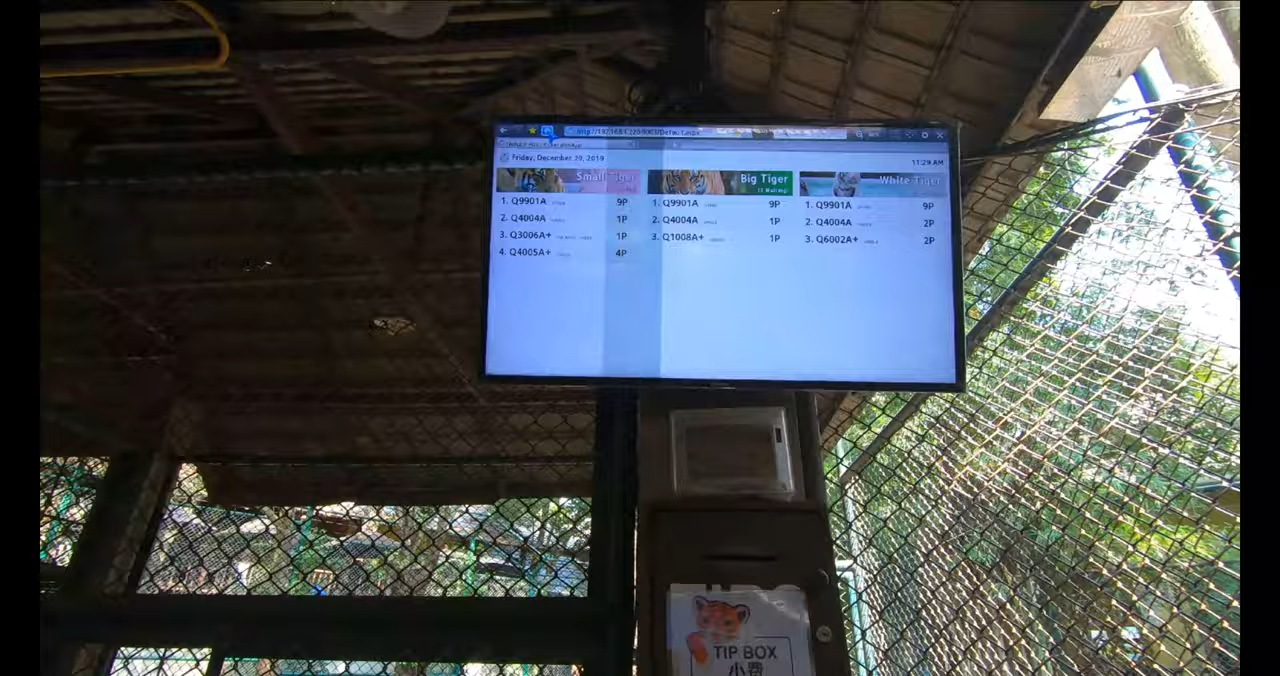 Friday, December 20, 2019
11:29 AM
Small Tiger
1. Q9901A 9P
2. Q4004A 1P
3. Q3006A+ 1P
4. Q4005A+ 4P
Big Tiger
1. Q9901A 9P
2. Q4004A 1P
3. Q1008A+ 1P
White Tiger
1. Q9901A 9P
2. Q4004A 2P
3. Q6002A+ 2P
TIP BOX
小费